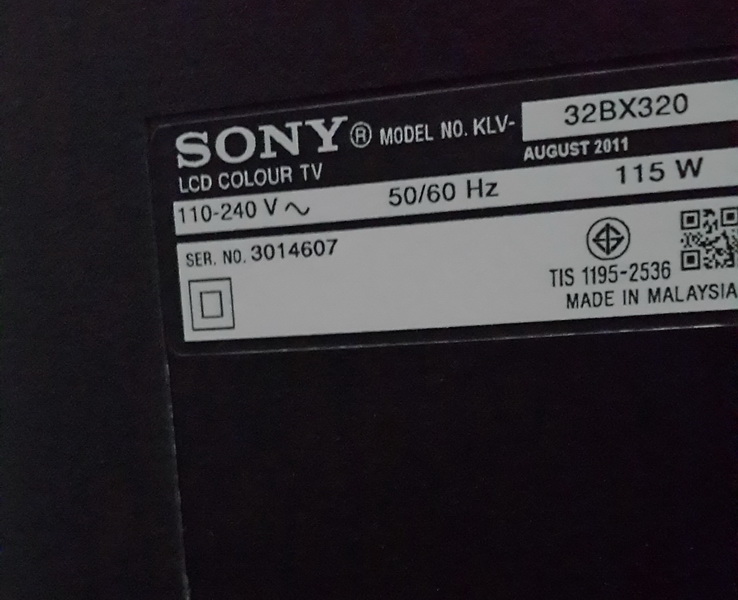 SONY® MODEL NO. KLV- 32BX320
LCD COLOUR TV AUGUST 2011
110-240 V ~ 50/60 Hz 115 W
SER. NO. 3014607
TIS 1195-2536
MADE IN MALAYSIA